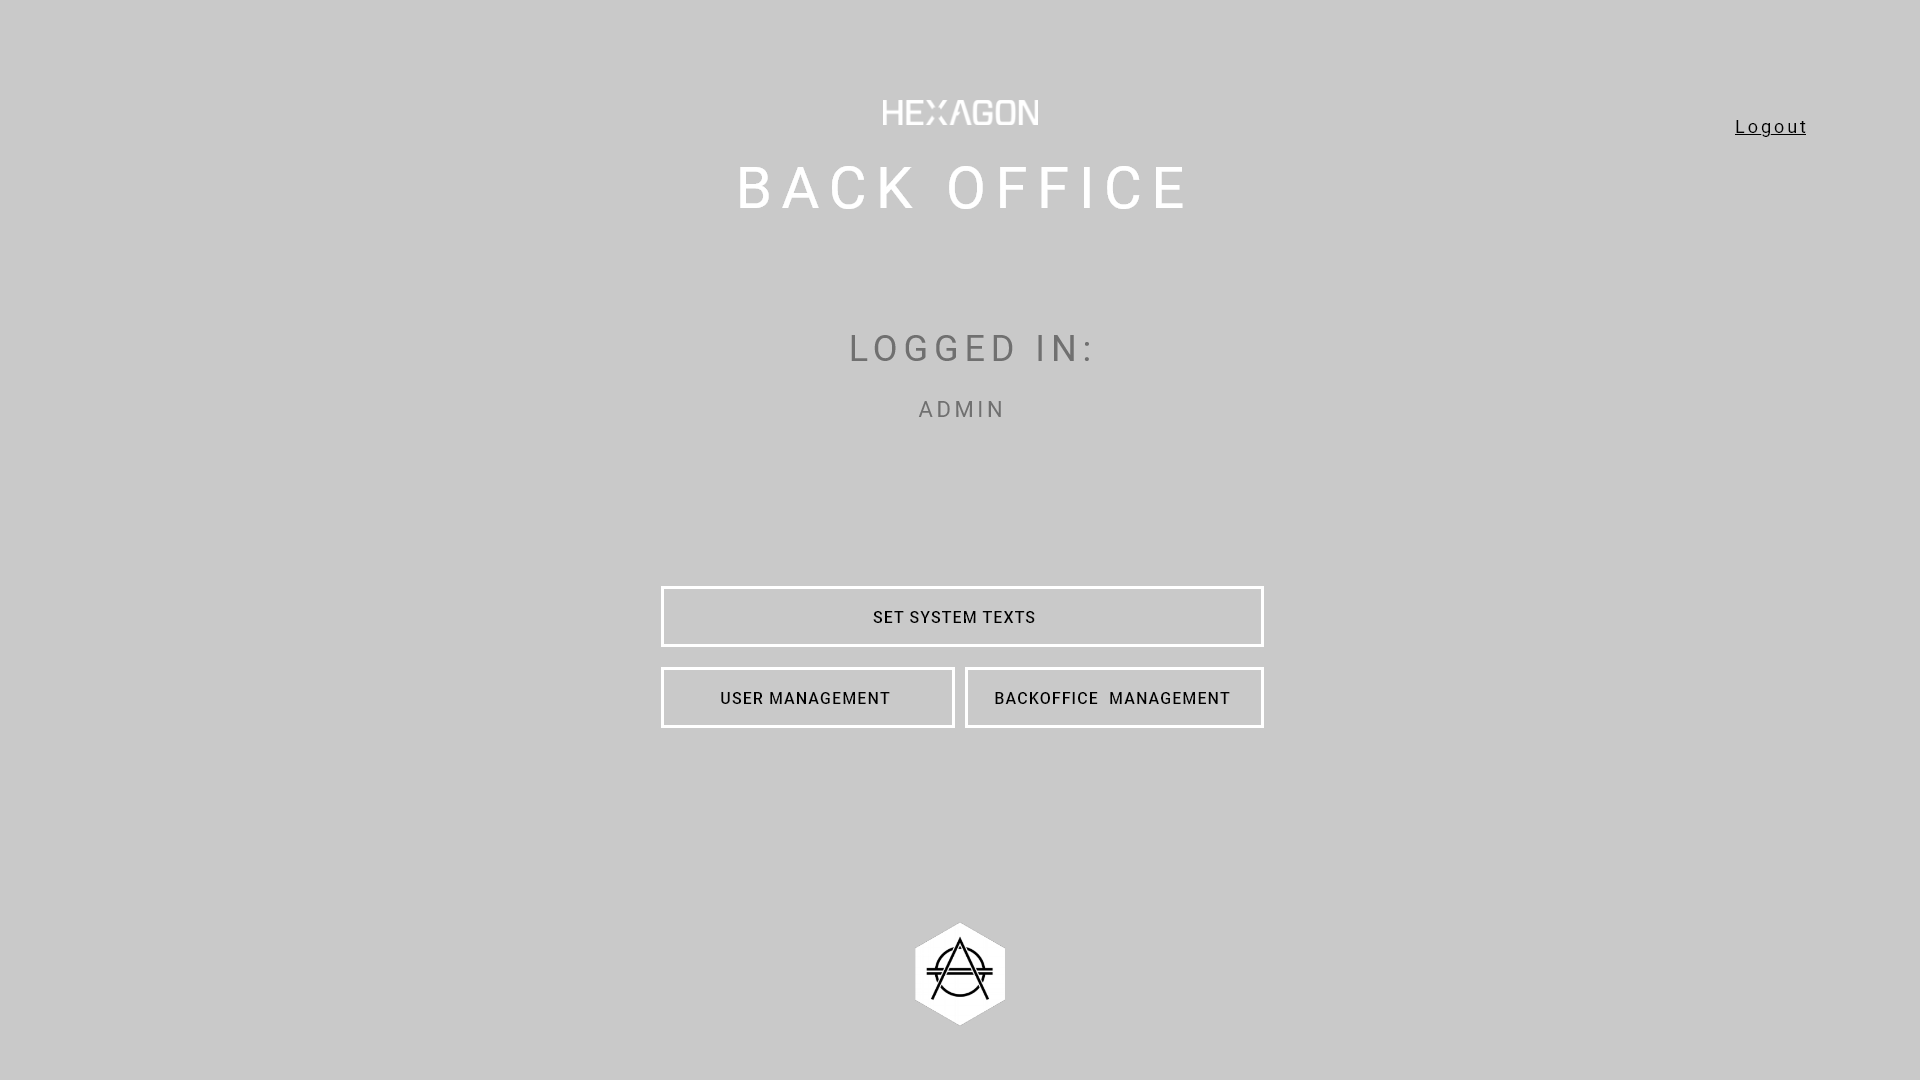 HEXAGON
Logout
BACK OFFICE
LOGGED IN:
ADMIN
SET SYSTEM TEXTS
USER MANAGEMENT
BACKOFFICE  MANAGEMENT